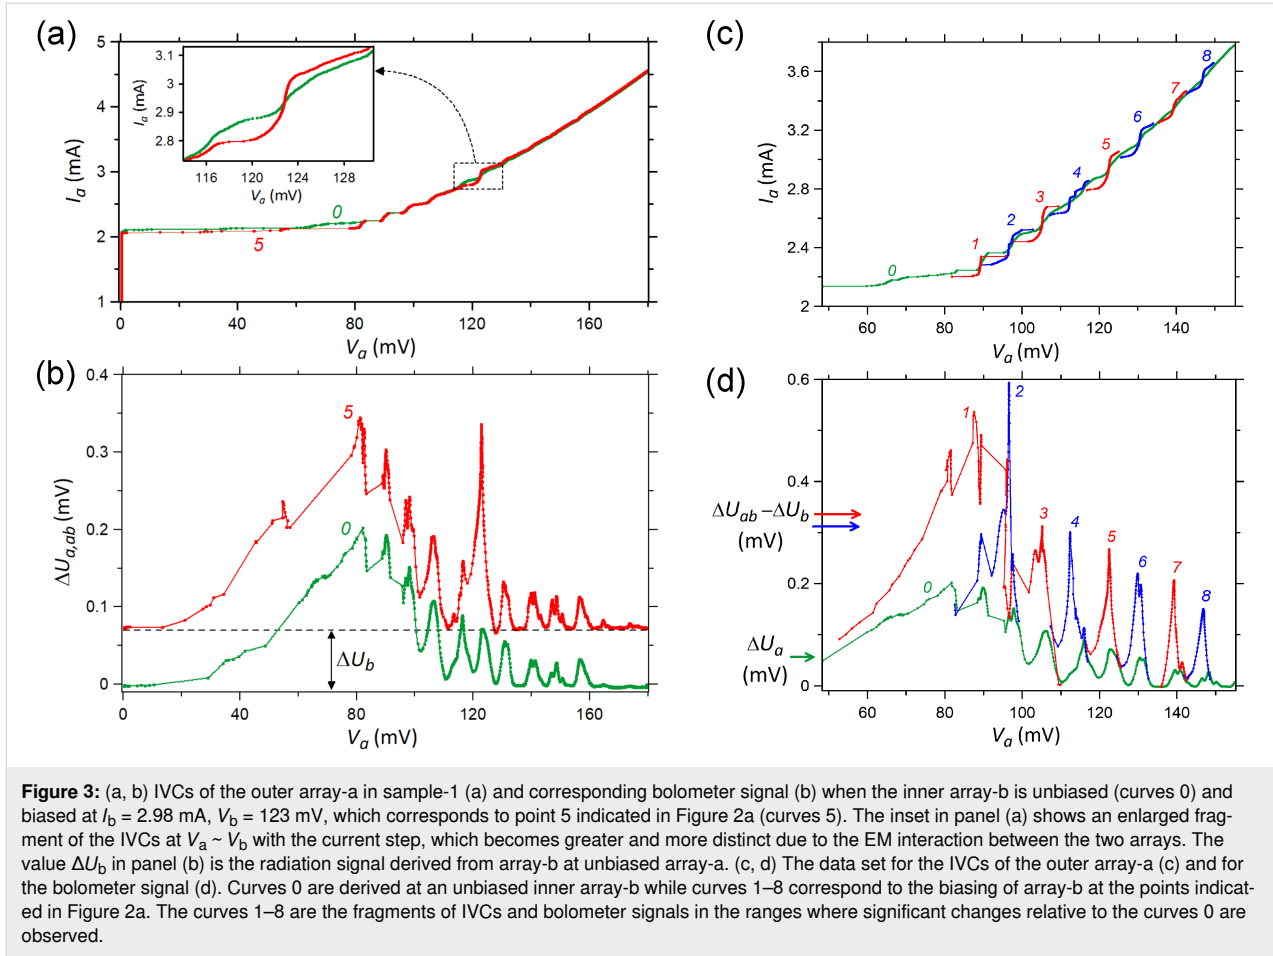 (a)
5
4
3
2
1
I_a (mA)
3.1
3
2.9
2.8
I_a (mA)
116 120 124 128
V_a (mV)
0
5
0 40 80 120 160
V_a (mV)
(b)
0.4
0.3
0.2
0.1
0
ΔU_a,ab (mV)
5
0
ΔU_b
0 40 80 120 160
V_a (mV)
(c)
3.6
3.2
2.8
2.4
2
I_a (mA)
0 1 2 3 4 5 6 7 8
60 80 100 120 140
V_a (mV)
(d)
0.6
0.4
0.2
0
ΔU_ab−ΔU_b
(mV)
ΔU_a
(mV)
0 1 2 3 4 5 6 7 8
60 80 100 120 140
V_a (mV)
Figure 3: (a, b) IVCs of the outer array-a in sample-1 (a) and corresponding bolometer signal (b) when the inner array-b is unbiased (curves 0) and
biased at I_b = 2.98 mA, V_b = 123 mV, which corresponds to point 5 indicated in Figure 2a (curves 5). The inset in panel (a) shows an enlarged frag-
ment of the IVCs at V_a ~ V_b with the current step, which becomes greater and more distinct due to the EM interaction between the two arrays. The
value ΔU_b in panel (b) is the radiation signal derived from array-b at unbiased array-a. (c, d) The data set for the IVCs of the outer array-a (c) and for
the bolometer signal (d). Curves 0 are derived at an unbiased inner array-b while curves 1–8 correspond to the biasing of array-b at the points indicat-
ed in Figure 2a. The curves 1–8 are the fragments of IVCs and bolometer signals in the ranges where significant changes relative to the curves 0 are
observed.